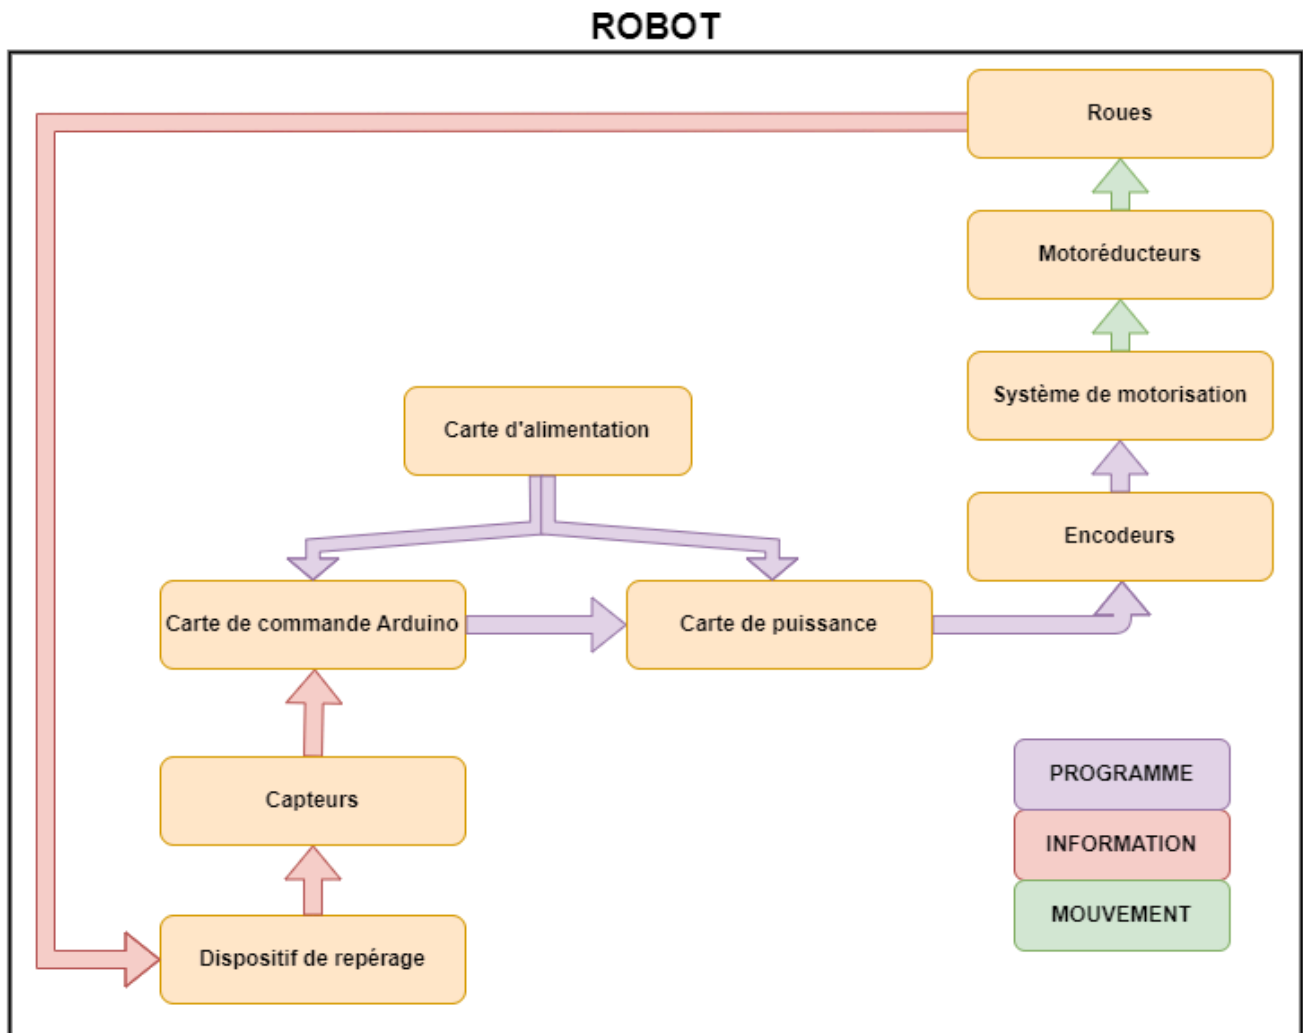 ROBOT
Roues
Motoréducteurs
Système de motorisation
Carte d'alimentation
Encodeurs
Carte de commande Arduino
Carte de puissance
Capteurs
PROGRAMME
INFORMATION
MOUVEMENT
Dispositif de repérage